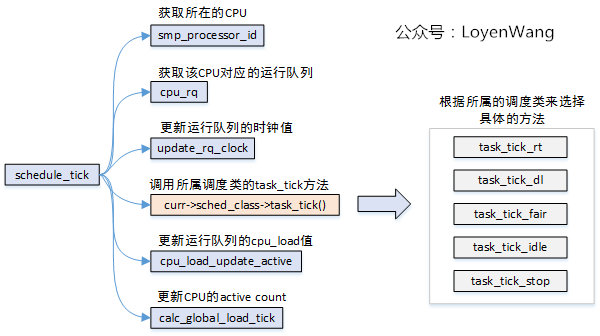 获取所在的CPU
smp_processor_id
公众号：LoyenWang
获取该CPU对应的运行队列
cpu_rq
更新运行队列的时钟值
update_rq_clock
schedule_tick
调用所属调度类的task_tick方法
curr->sched_class->task_tick()
更新运行队列的cpu_load值
cpu_load_update_active
更新CPU的active count
calc_global_load_tick
根据所属的调度类来选择
具体的方法
task_tick_rt
task_tick_dl
task_tick_fair
task_tick_idle
task_tick_stop